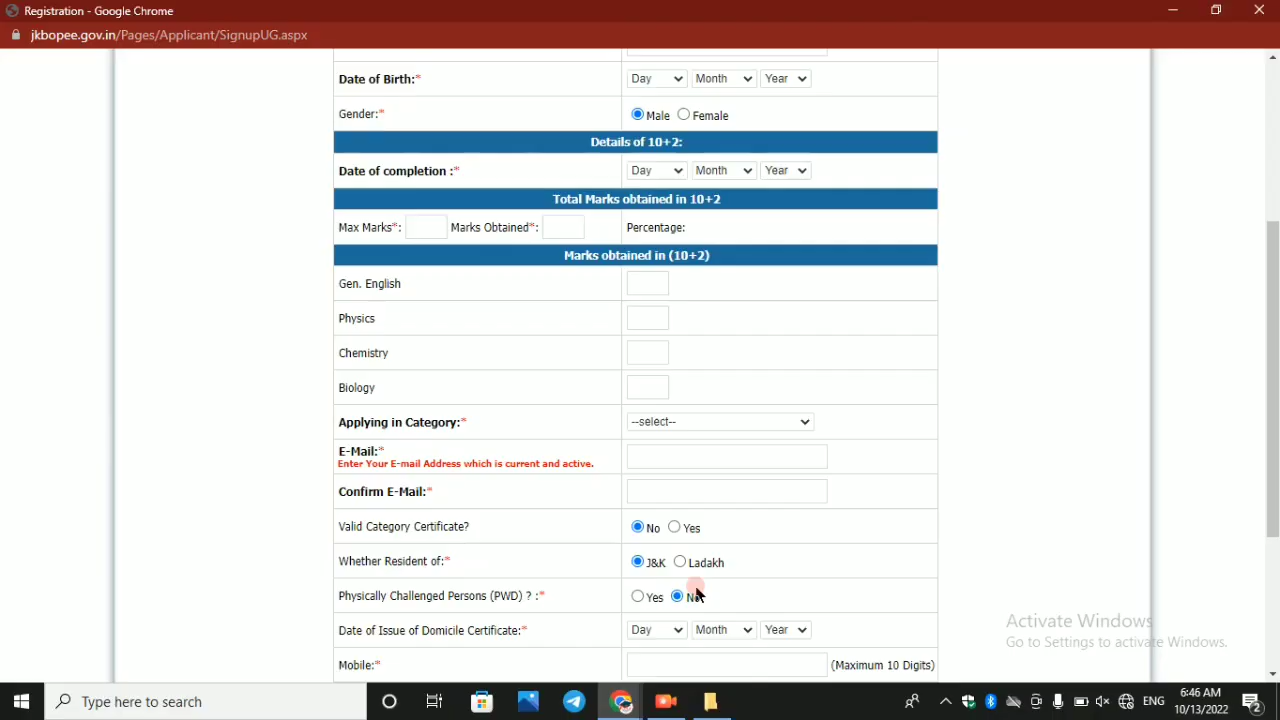 Registration - Google Chrome
jkbopee.gov.in/Pages/Applicant/SignupUG.aspx
Date of Birth:* Day Month Year
Gender:* Male Female
Details of 10+2:
Date of completion :* Day Month Year
Total Marks obtained in 10+2
Max Marks*: Marks Obtained*: Percentage:
Marks obtained in (10+2)
Gen. English
Physics
Chemistry
Biology
Applying in Category:* --select--
E-Mail:*
Enter Your E-mail Address which is current and active.
Confirm E-Mail:*
Valid Category Certificate? No Yes
Whether Resident of:* J&K Ladakh
Physically Challenged Persons (PWD) ? :* Yes No
Date of Issue of Domicile Certificate:* Day Month Year
Mobile:* (Maximum 10 Digits)
Activate Windows
Go to Settings to activate Windows.
Type here to search
ENG
6:46 AM
10/13/2022
2